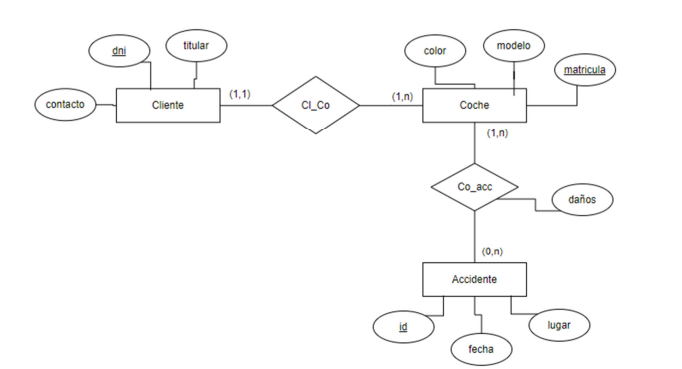 dni
titular
contacto
Cliente
(1,1)
Cl_Co
(1,n)
color
modelo
matricula
Coche
(1,n)
Co_acc
daños
(0,n)
Accidente
id
fecha
lugar